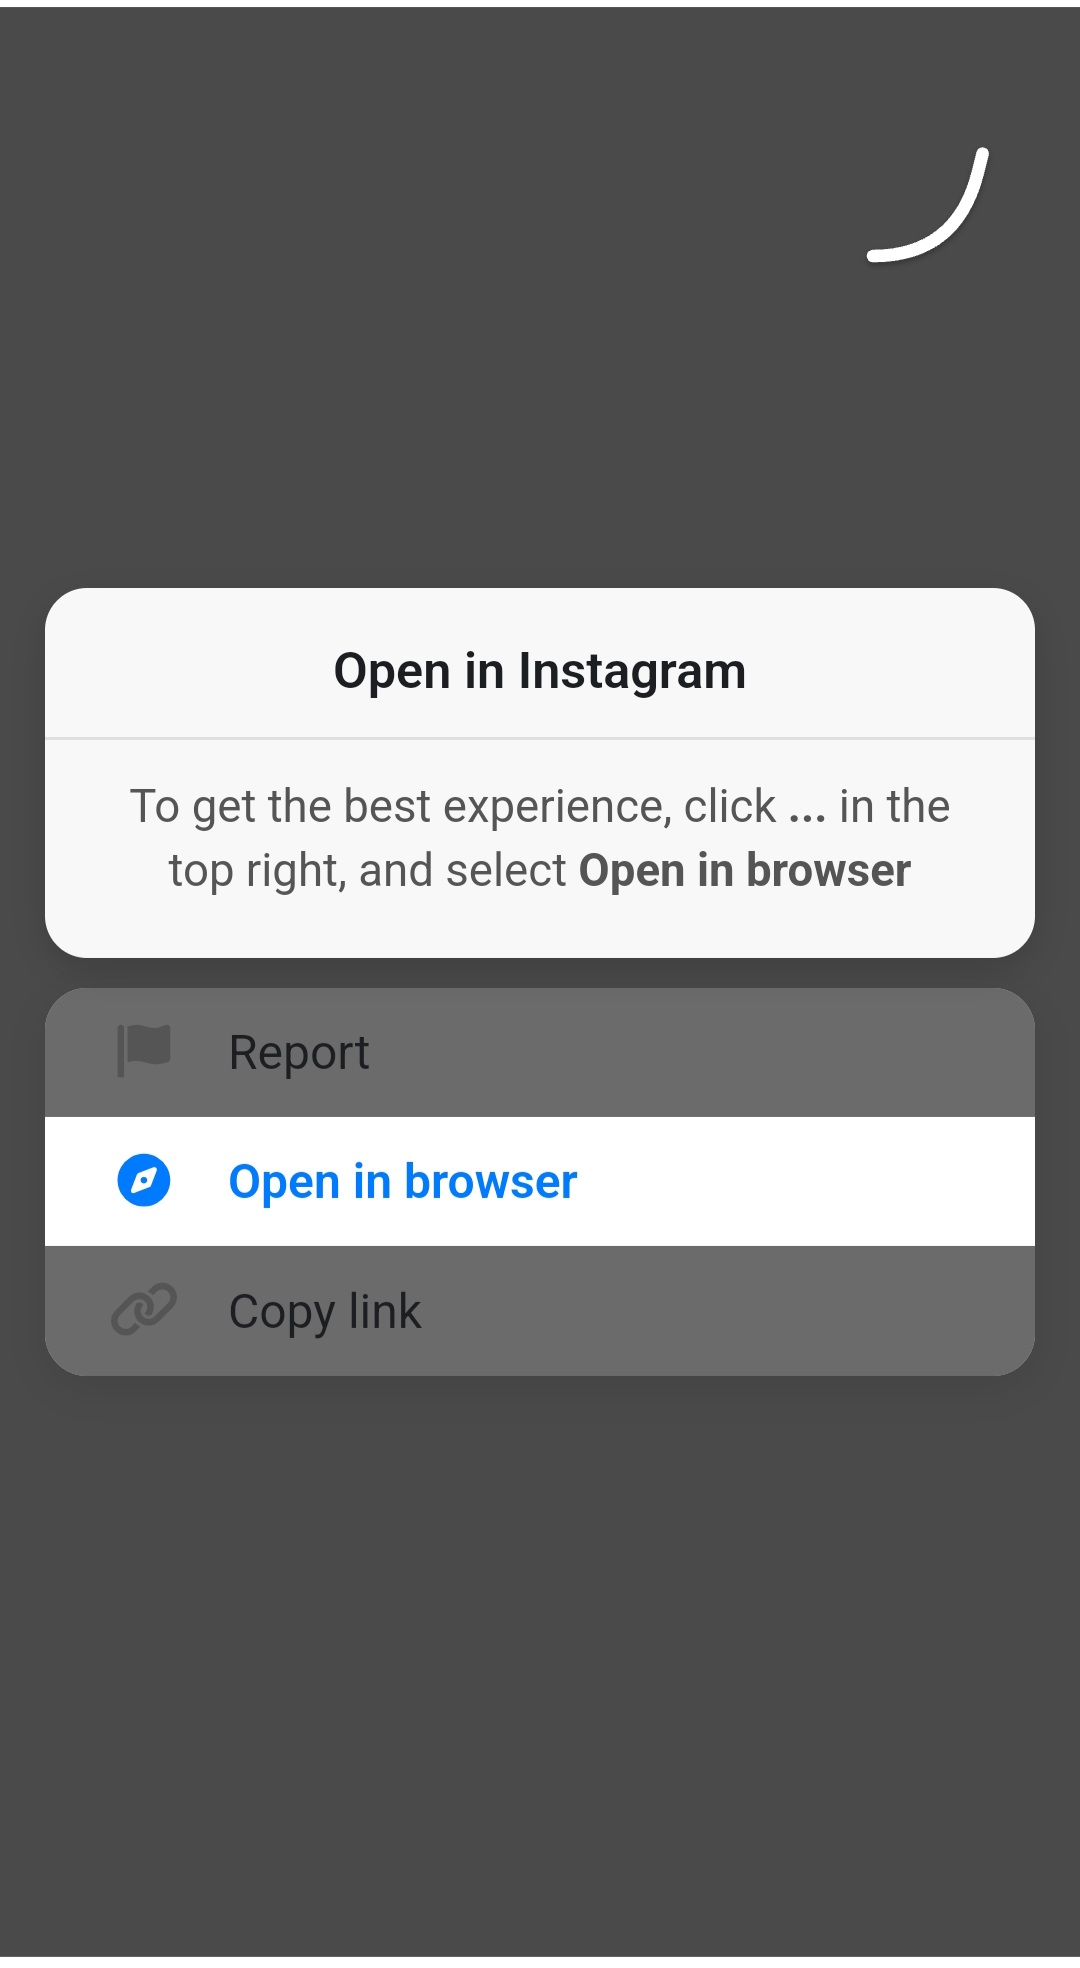 Open in Instagram
To get the best experience, click ... in the
top right, and select Open in browser
Report
Open in browser
Copy link